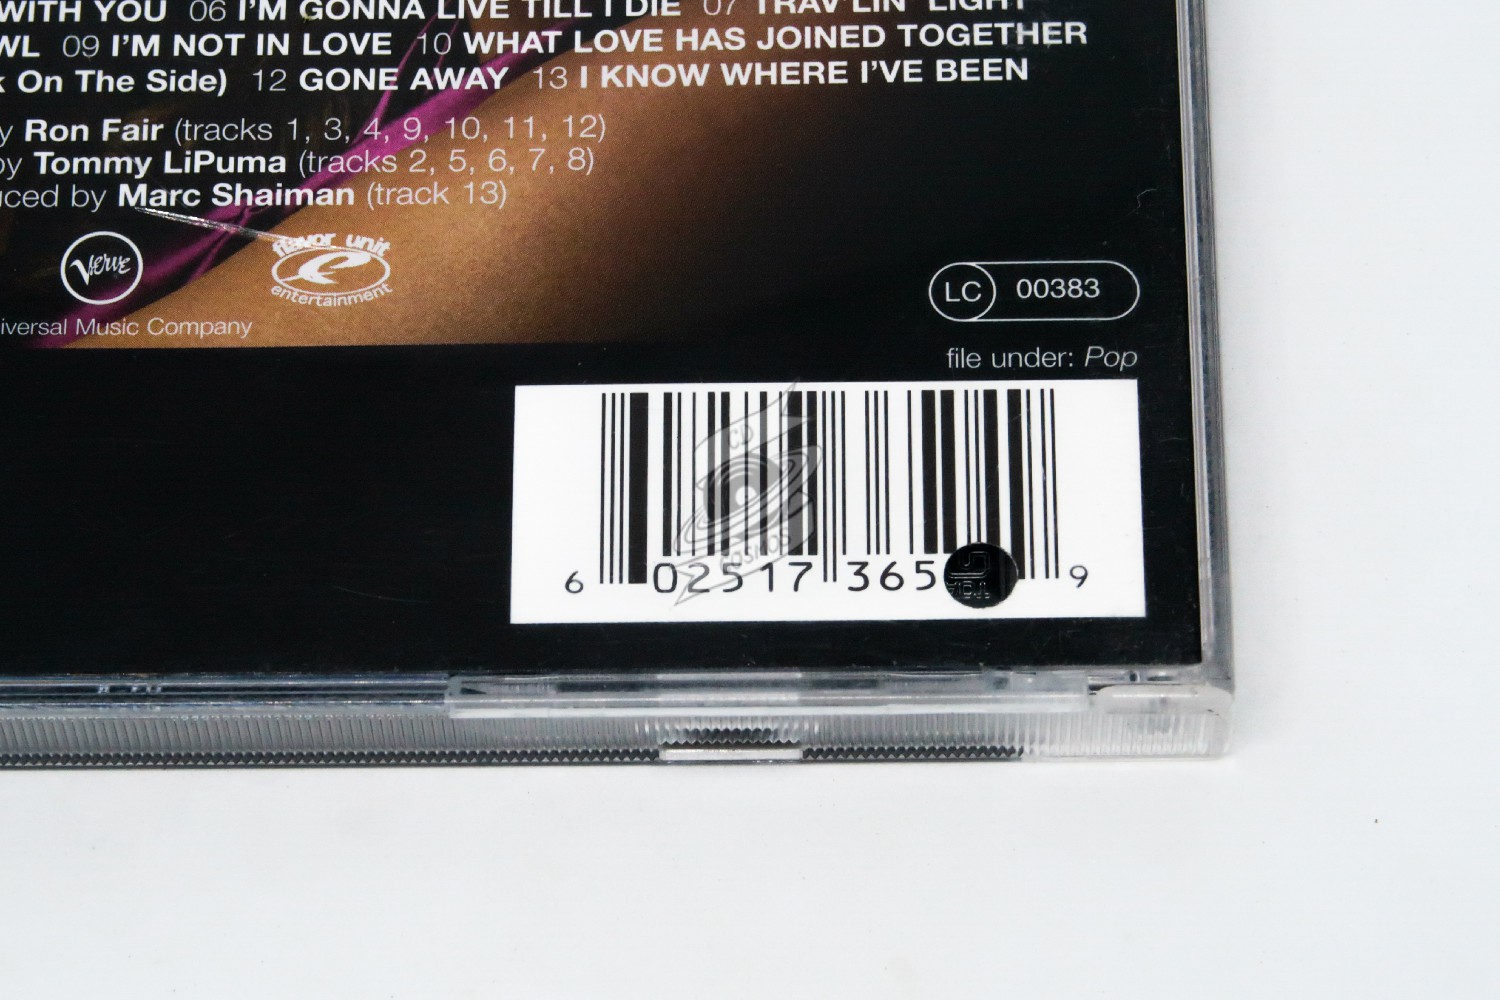 WITH YOU 06 I'M GONNA LIVE TILL I DIE 07 TRAV'LIN' LIGHT
WL 09 I'M NOT IN LOVE 10 WHAT LOVE HAS JOINED TOGETHER
k On The Side) 12 GONE AWAY 13 I KNOW WHERE I'VE BEEN
y Ron Fair (tracks 1, 3, 4, 9, 10, 11, 12)
by Tommy LiPuma (tracks 2, 5, 6, 7, 8)
uced by Marc Shaiman (track 13)
Verve
flavor unit
entertainment
iversal Music Company
LC 00383
file under: Pop
CD
COSMOS
6 02517 365 9